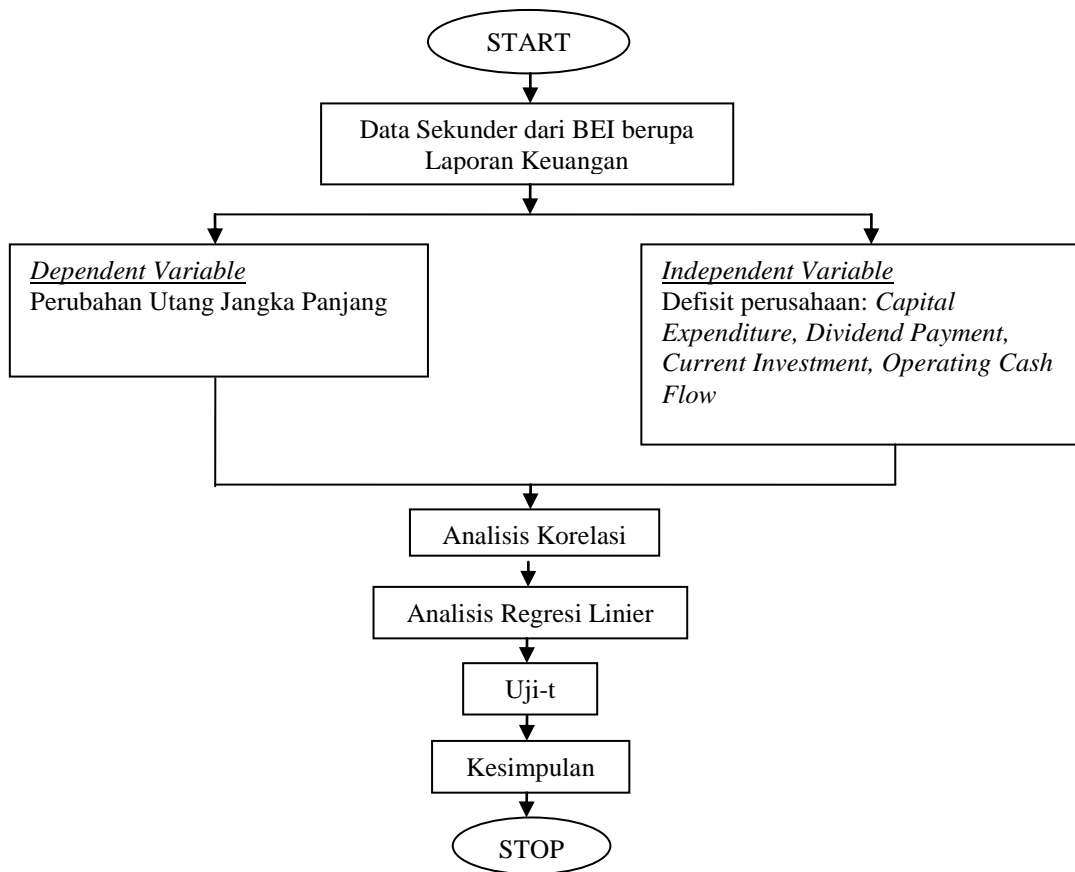 START
Data Sekunder dari BEI berupa
Laporan Keuangan
Dependent Variable
Perubahan Utang Jangka Panjang
Independent Variable
Defisit perusahaan: Capital
Expenditure, Dividend Payment,
Current Investment, Operating Cash
Flow
Analisis Korelasi
Analisis Regresi Linier
Uji-t
Kesimpulan
STOP